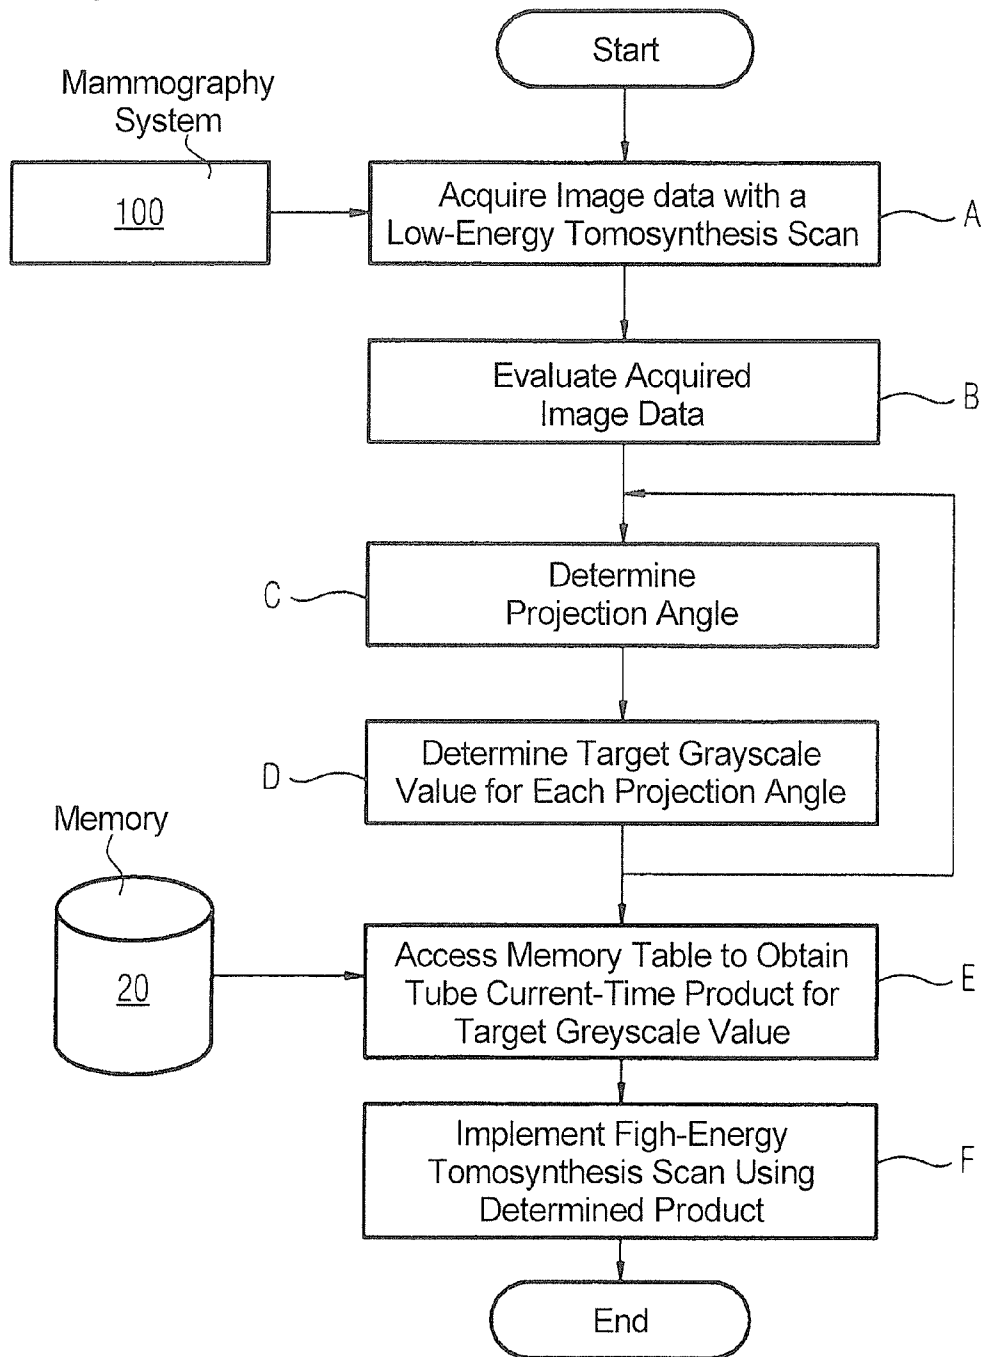 Start
Mammography
System
100
Acquire Image data with a
Low-Energy Tomosynthesis Scan
A
Evaluate Acquired
Image Data
B
Determine
Projection Angle
C
Determine Target Grayscale
Value for Each Projection Angle
D
Memory
20
Access Memory Table to Obtain
Tube Current-Time Product for
Target Greyscale Value
E
Implement Figh-Energy
Tomosynthesis Scan Using
Determined Product
F
End